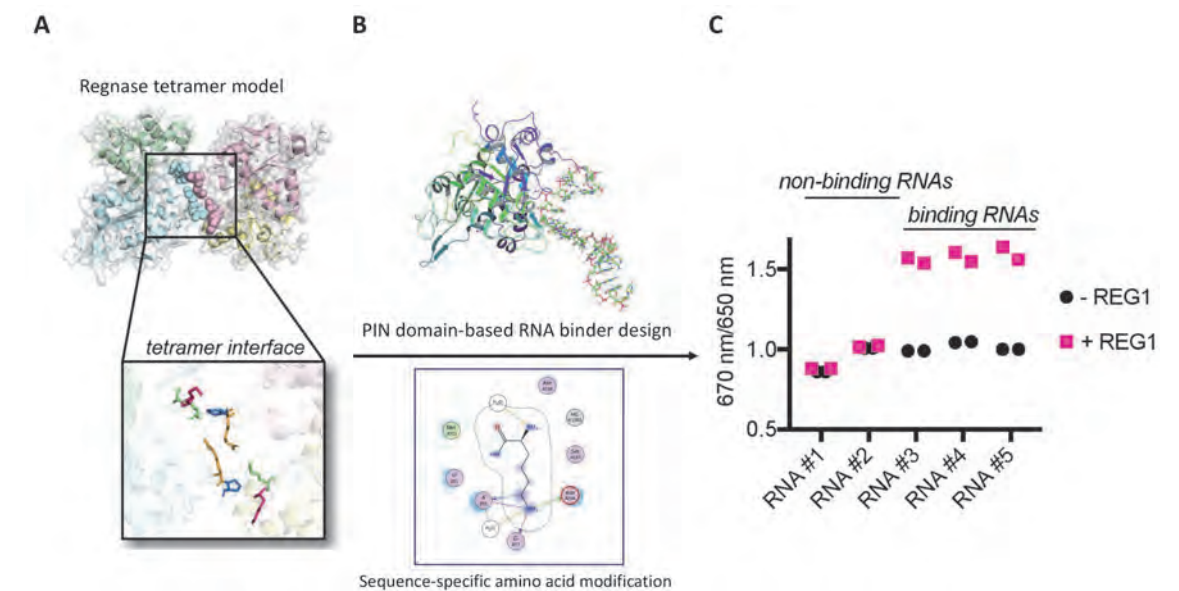 A
B
C
Regnase tetramer model
tetramer interface
PIN domain-based RNA binder design
Sequence-specific amino acid modification
non-binding RNAs
binding RNAs
670 nm/650 nm
1.5
1.0
0.5
- REG1
+ REG1
RNA #1
RNA #2
RNA #3
RNA #4
RNA #5